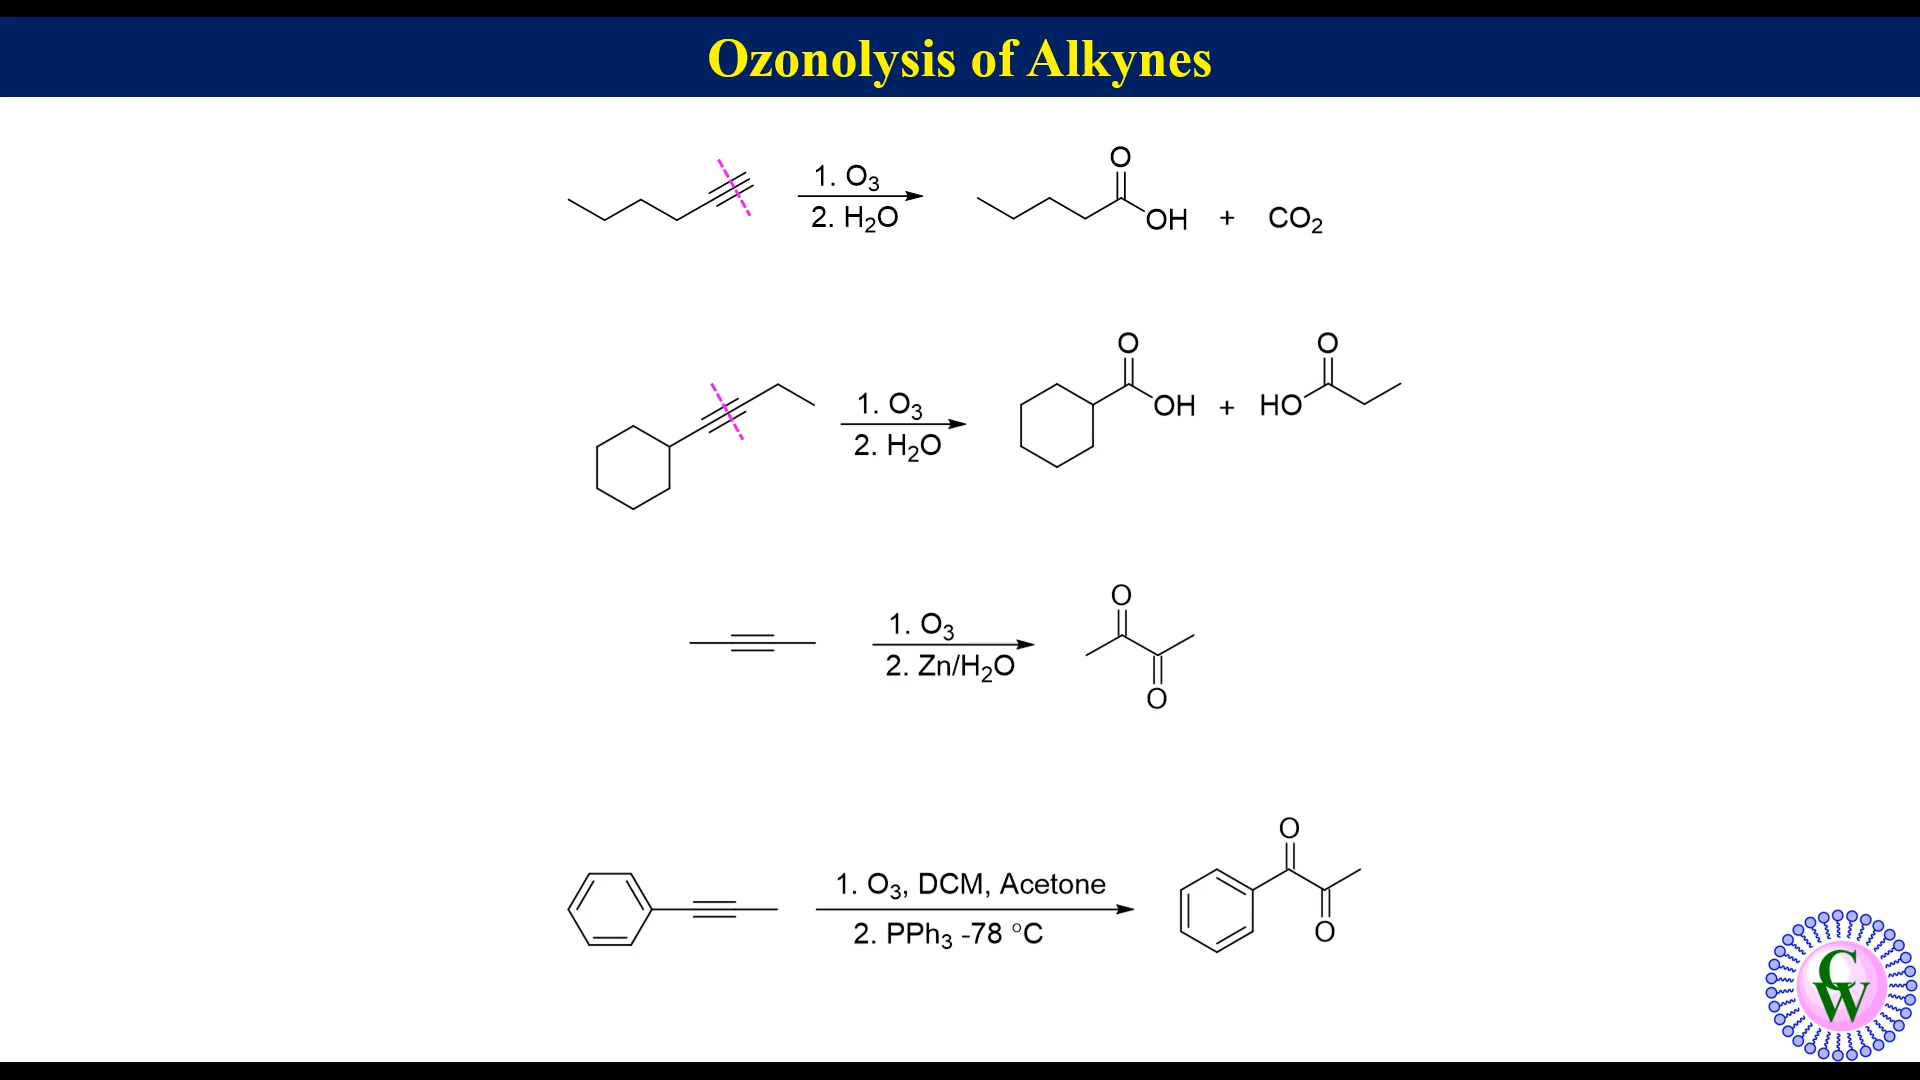 Ozonolysis of Alkynes
1. O₃
2. H₂O
O
OH + CO₂
1. O₃
2. H₂O
O
OH + HO
O
1. O₃
2. Zn/H₂O
O
O
1. O₃, DCM, Acetone
2. PPh₃ -78 °C
O
O
C
W